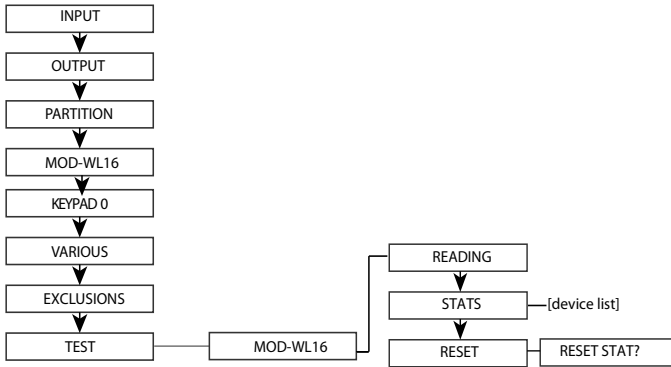 INPUT
OUTPUT
PARTITION
MOD-WL16
KEYPAD 0
VARIOUS
EXCLUSIONS
TEST
MOD-WL16
READING
STATS
[device list]
RESET
RESET STAT?